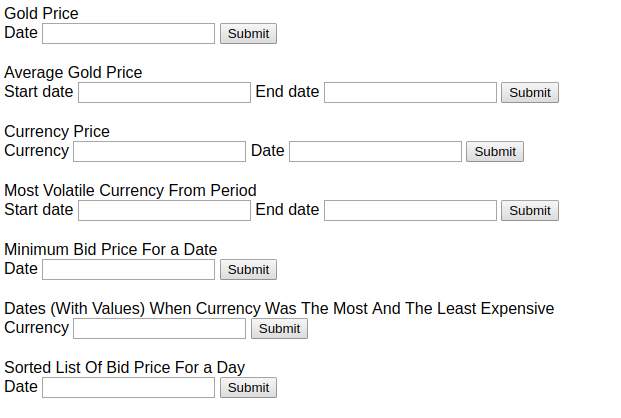 Gold Price
Date Submit
Average Gold Price
Start date End date Submit
Currency Price
Currency Date Submit
Most Volatile Currency From Period
Start date End date Submit
Minimum Bid Price For a Date
Date Submit
Dates (With Values) When Currency Was The Most And The Least Expensive
Currency Submit
Sorted List Of Bid Price For a Day
Date Submit